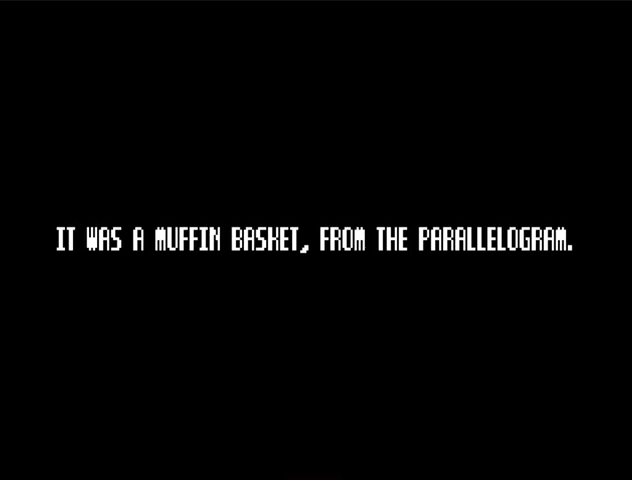 IT WAS A MUFFIN BASKET, FROM THE PARALLELOGRAM.